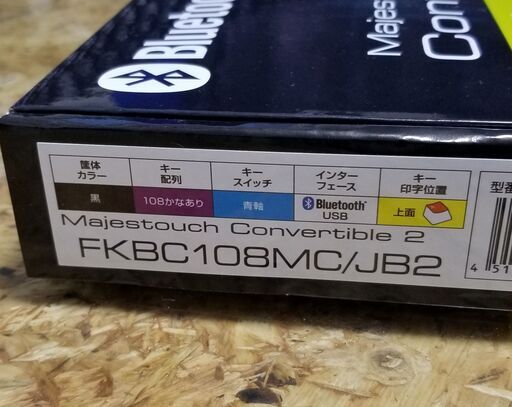 Bluetooth
Majes
Con
筐体
カラー
キー
配列
キー
スイッチ
インター
フェース
キー
印字位置
黒
108かなあり
青軸
Bluetooth
USB
上面
Majestouch Convertible 2
FKBC108MC/JB2
型番
4 51